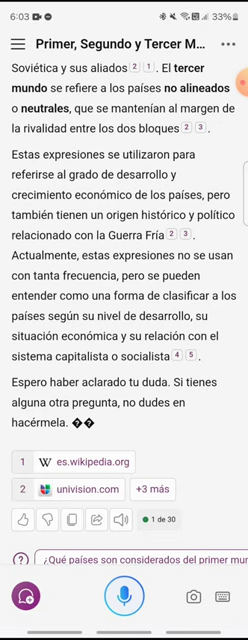 6:03
33%
Primer, Segundo y Tercer M...
Soviética y sus aliados 2 1 . El tercer
mundo se refiere a los países no alineados
o neutrales, que se mantenían al margen de
la rivalidad entre los dos bloques 2 3 .
Estas expresiones se utilizaron para
referirse al grado de desarrollo y
crecimiento económico de los países, pero
también tienen un origen histórico y político
relacionado con la Guerra Fría 2 3 .
Actualmente, estas expresiones no se usan
con tanta frecuencia, pero se pueden
entender como una forma de clasificar a los
países según su nivel de desarrollo, su
situación económica y su relación con el
sistema capitalista o socialista 4 5 .
Espero haber aclarado tu duda. Si tienes
alguna otra pregunta, no dudes en
hacérmela. ��
1 W es.wikipedia.org
2 univision.com +3 más
1 de 30
¿Qué países son considerados del primer mun